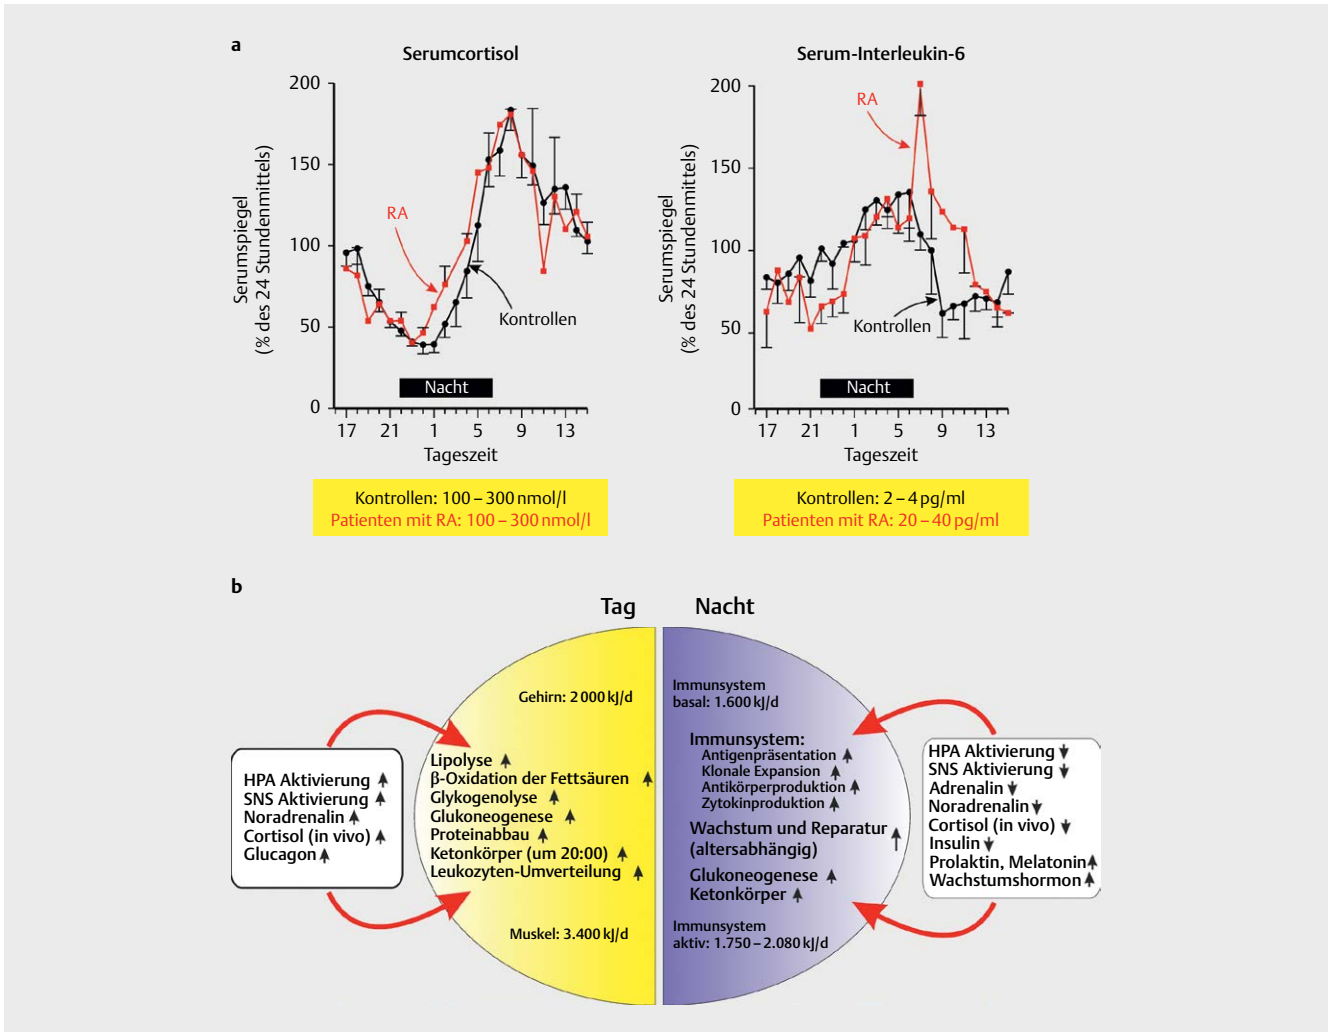 a
Serumcortisol
Serumspiegel
(% des 24 Stundenmittels)
200
150
100
50
0
RA
Kontrollen
Nacht
17 21 1 5 9 13
Tageszeit
Kontrollen: 100 – 300 nmol/l
Patienten mit RA: 100 – 300 nmol/l
Serum-Interleukin-6
Serumspiegel
(% des 24 Stundenmittels)
200
150
100
50
0
RA
Kontrollen
Nacht
17 21 1 5 9 13
Tageszeit
Kontrollen: 2 – 4 pg/ml
Patienten mit RA: 20 – 40 pg/ml
b
Tag
Nacht
HPA Aktivierung ↑
SNS Aktivierung ↑
Noradrenalin ↑
Cortisol (in vivo) ↑
Glucagon ↑
Gehirn: 2 000 kJ/d
Lipolyse ↑
β-Oxidation der Fettsäuren ↑
Glykogenolyse ↑
Glukoneogenese ↑
Proteinabbau ↑
Ketonkörper (um 20:00) ↑
Leukozyten-Umverteilung ↑
Muskel: 3.400 kJ/d
Immunsystem
basal: 1.600 kJ/d
Immunsystem:
Antigenpräsentation ↑
Klonale Expansion ↑
Antikörperproduktion ↑
Zytokinproduktion ↑
Wachstum und Reparatur ↑
(altersabhängig)
Glukoneogenese ↑
Ketonkörper ↑
Immunsystem
aktiv: 1.750 – 2.080 kJ/d
HPA Aktivierung ↓
SNS Aktivierung ↓
Adrenalin ↓
Noradrenalin ↓
Cortisol (in vivo) ↓
Insulin ↓
Prolaktin, Melatonin ↑
Wachstumshormon ↑